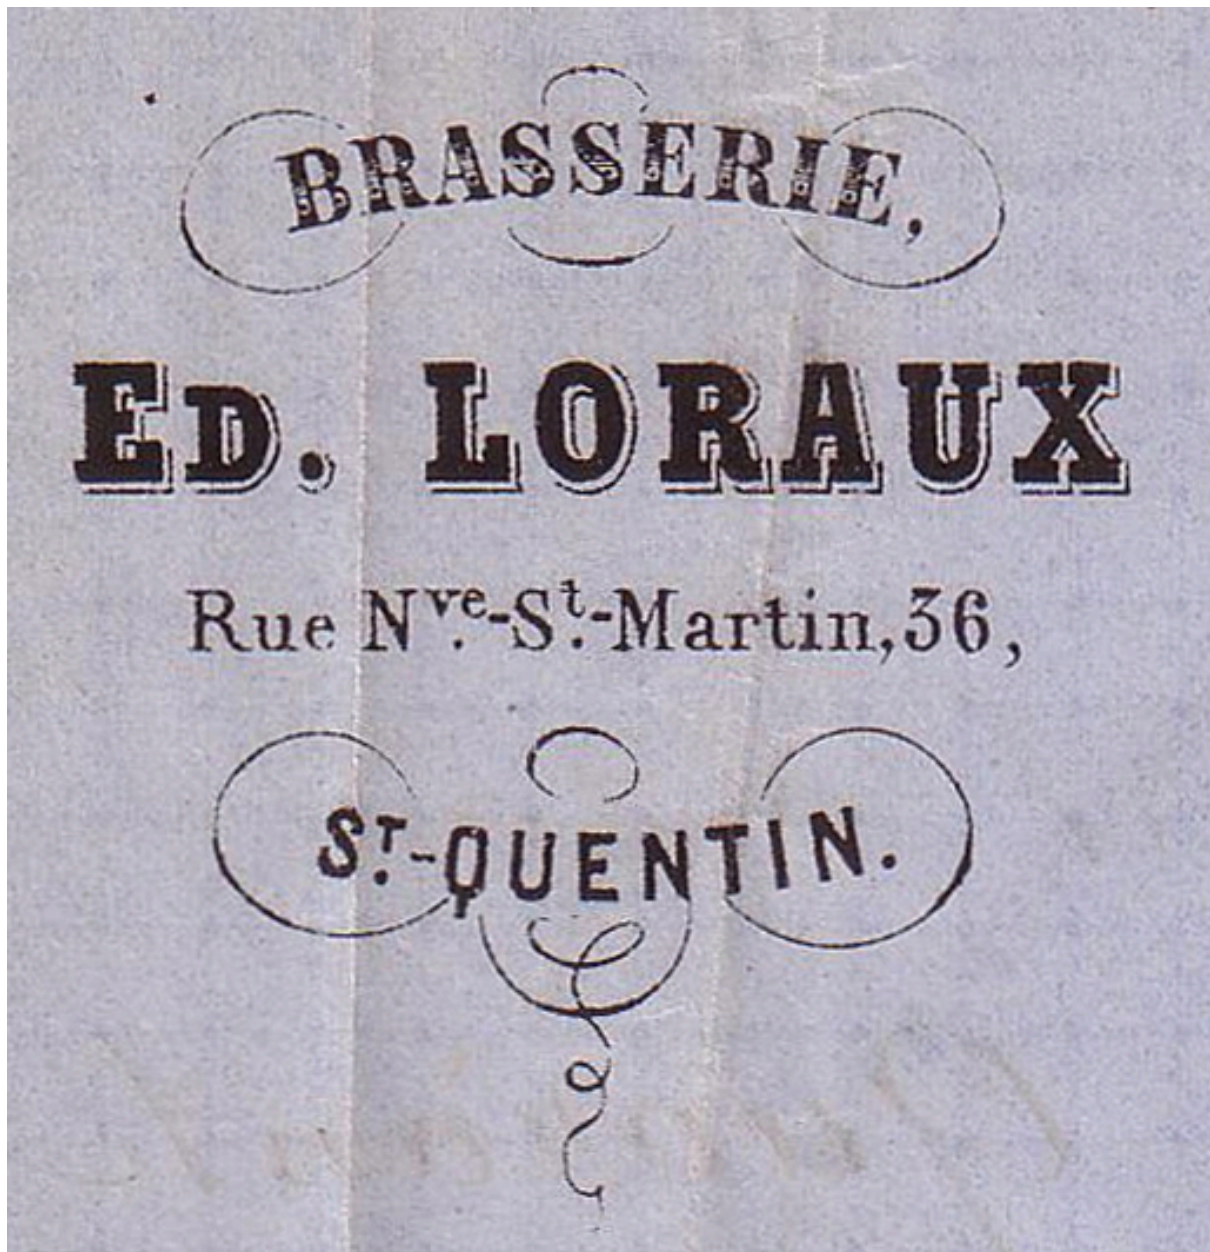 BRASSERIE,
ED. LORAUX
Rue Nve.-St.-Martin, 36,
ST.-QUENTIN.